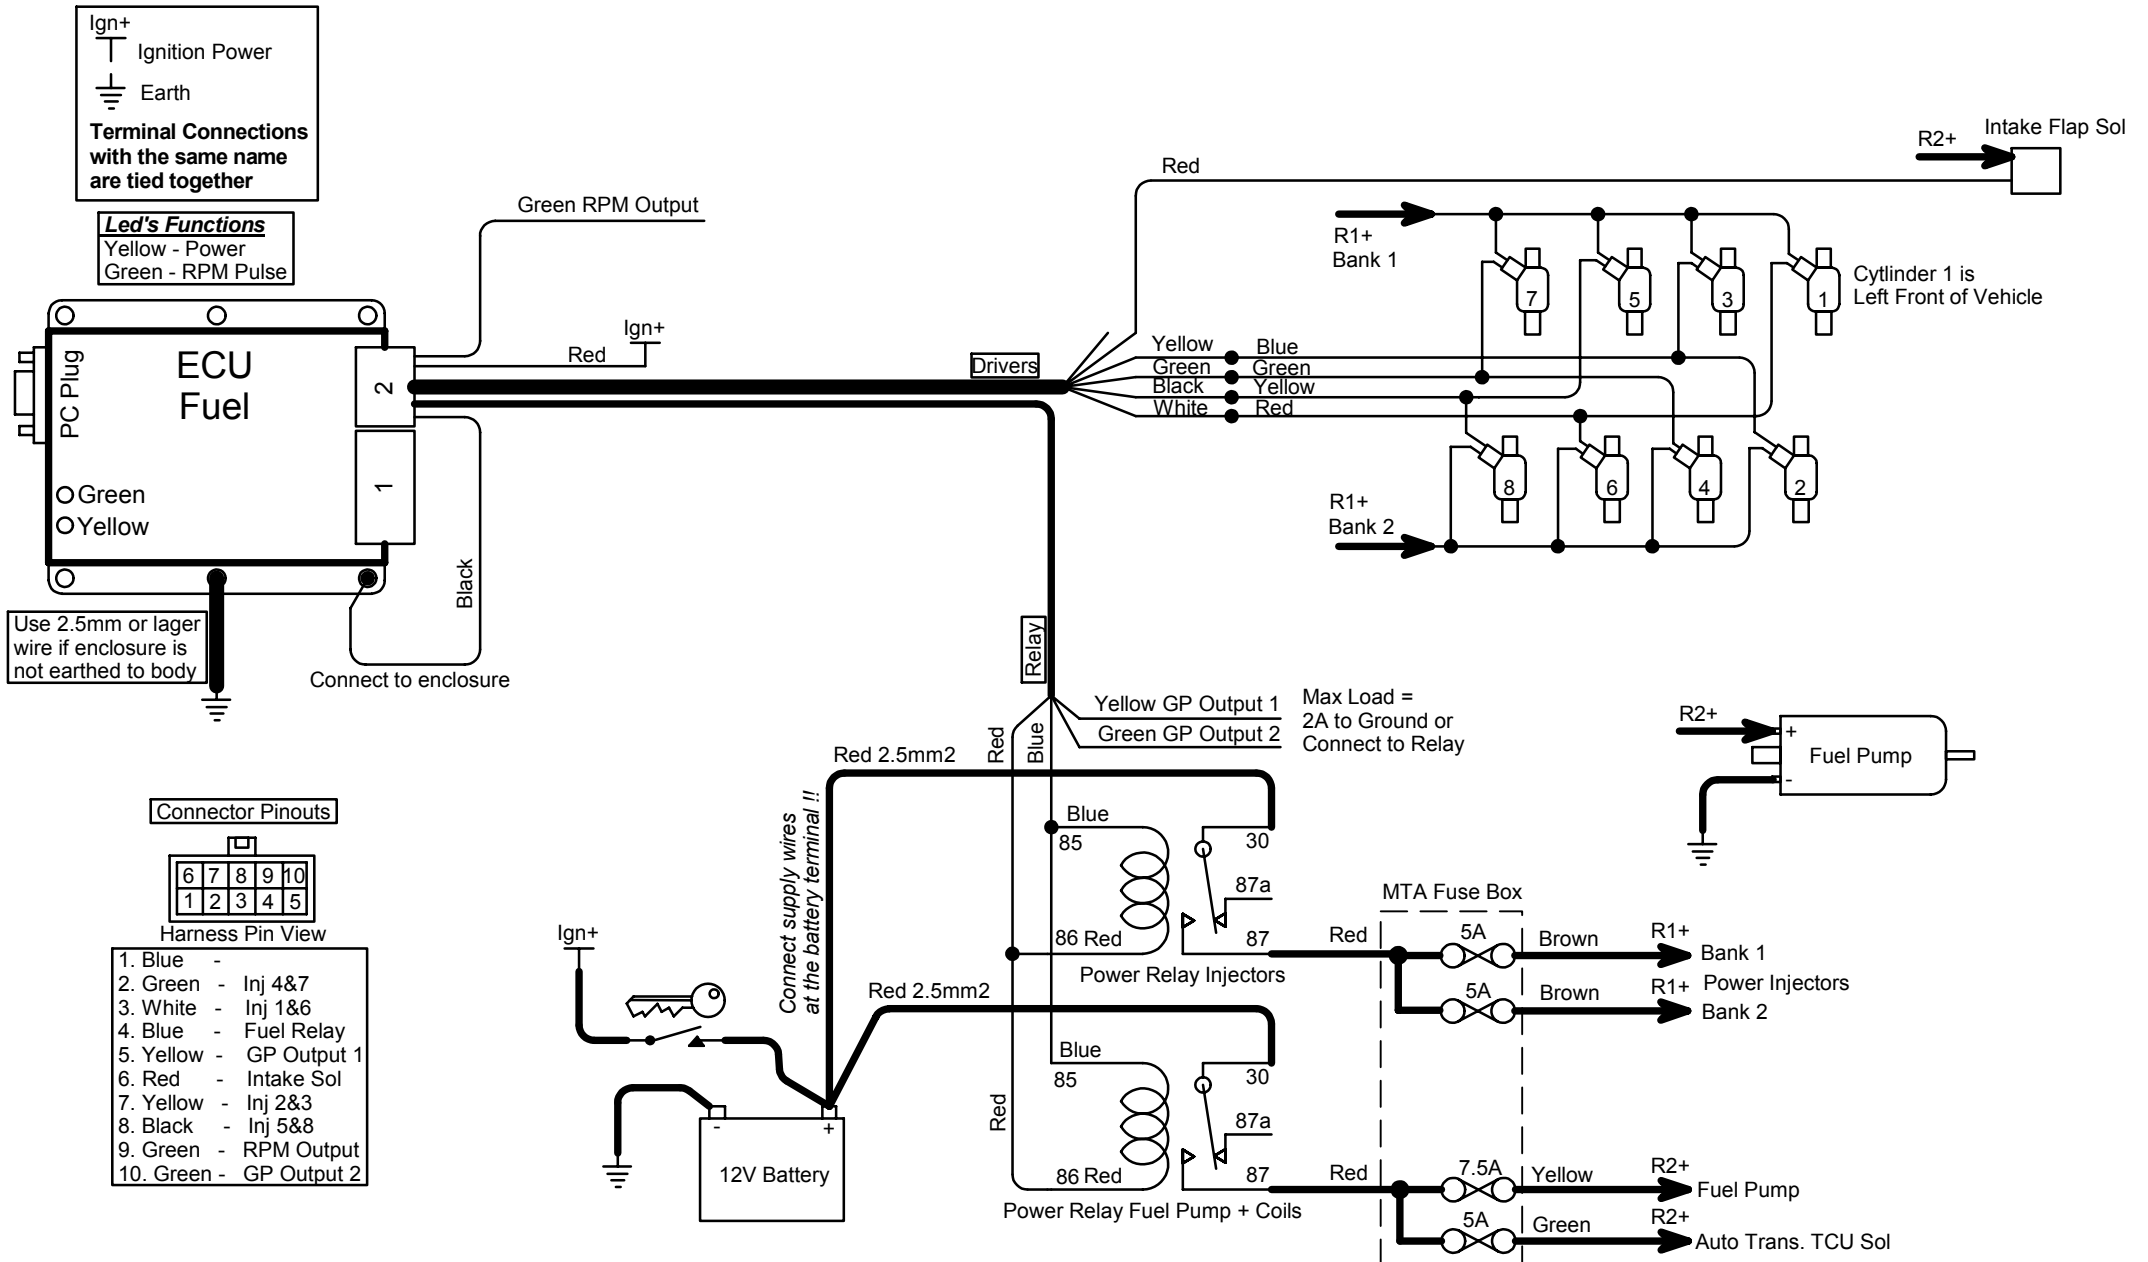 Ign+
Ignition Power
Earth
Terminal Connections
with the same name
are tied together
Led's Functions
Yellow - Power
Green - RPM Pulse
PC Plug
ECU
Fuel
2
1
Green
Yellow
Use 2.5mm or lager
wire if enclosure is
not earthed to body
Connect to enclosure
Black
Green RPM Output
Ign+
Red
Drivers
Red
R2+
Intake Flap Sol
R1+
Bank 1
7
5
3
1
Cytlinder 1 is
Left Front of Vehicle
Yellow
Blue
Green
Green
Black
Yellow
White
Red
8
6
4
2
R1+
Bank 2
Relay
Yellow GP Output 1
Green GP Output 2
Max Load =
2A to Ground or
Connect to Relay
Red
Blue
R2+
+
-
Fuel Pump
Red 2.5mm2
Connect supply wires
at the battery terminal !!
Blue
85
30
87a
86 Red
87
Power Relay Injectors
Red
MTA Fuse Box
5A
Brown
R1+
Bank 1
Power Injectors
5A
Brown
R1+
Bank 2
Connector Pinouts
6 7 8 9 10
1 2 3 4 5
Harness Pin View
1. Blue -
2. Green - Inj 4&7
3. White - Inj 1&6
4. Blue - Fuel Relay
5. Yellow - GP Output 1
6. Red - Intake Sol
7. Yellow - Inj 2&3
8. Black - Inj 5&8
9. Green - RPM Output
10. Green - GP Output 2
Ign+
Red 2.5mm2
-
+
12V Battery
Red
Blue
85
30
87a
86 Red
87
Power Relay Fuel Pump + Coils
Red
7.5A
Yellow
R2+
Fuel Pump
5A
Green
R2+
Auto Trans. TCU Sol